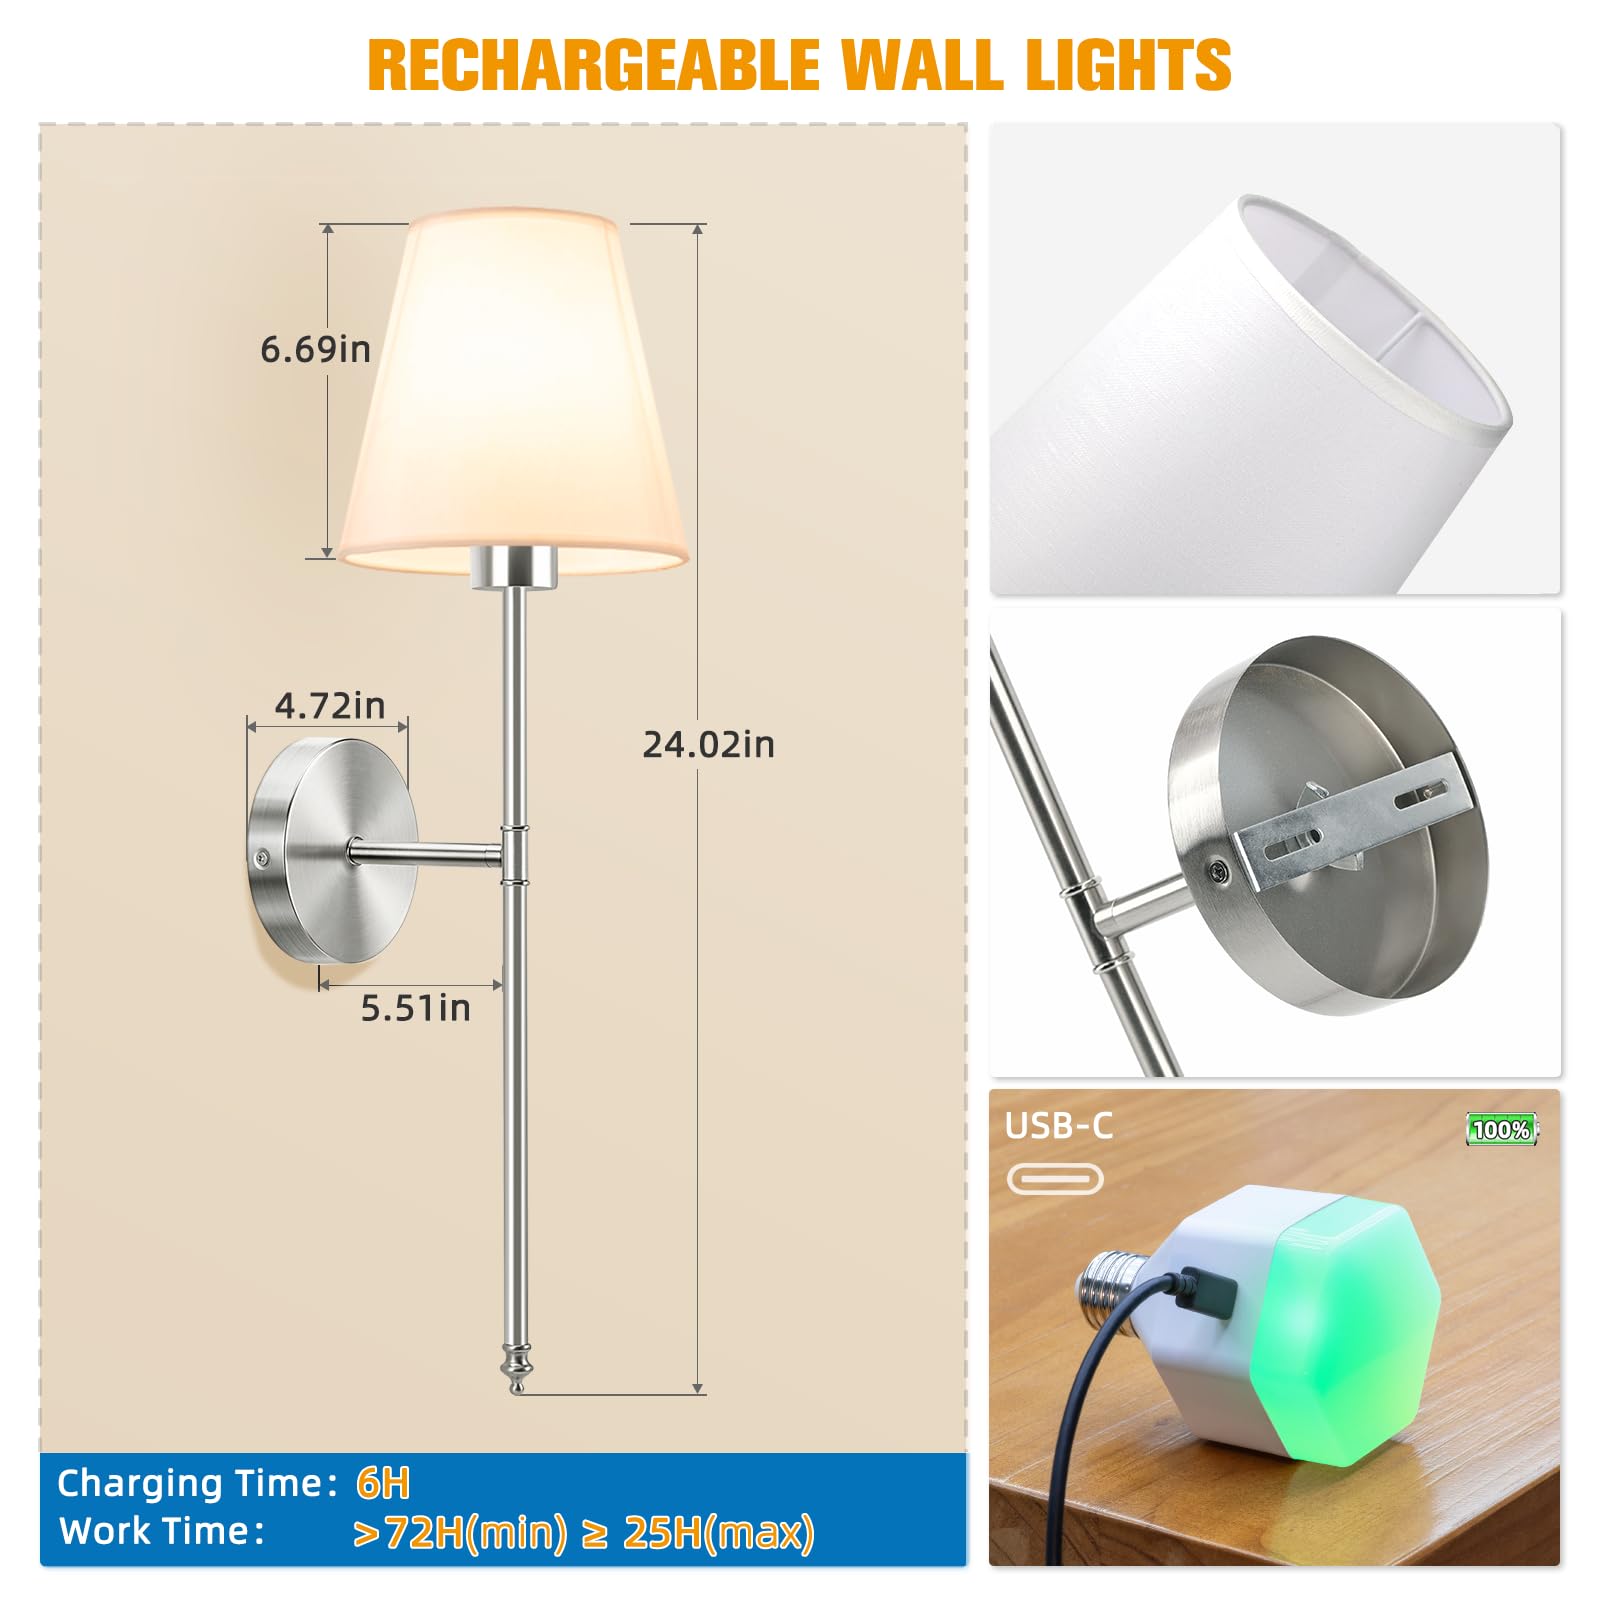 RECHARGEABLE WALL LIGHTS
6.69in
4.72in
24.02in
5.51in
Charging Time: 6H
Work Time: >72H(min) ≥ 25H(max)
USB-C
100%